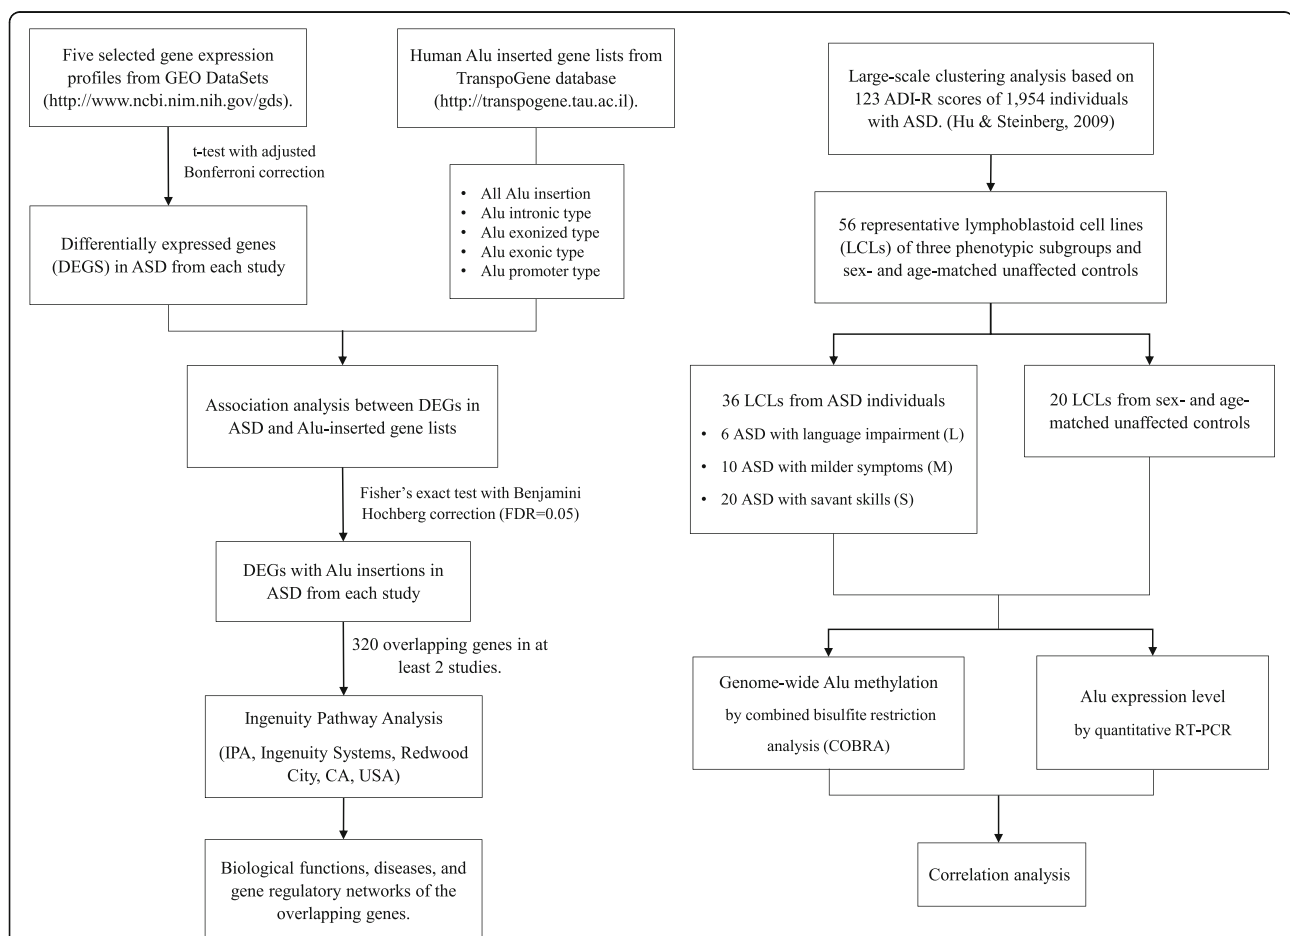 Five selected gene expression
profiles from GEO DataSets
(http://www.ncbi.nim.nih.gov/gds).
Human Alu inserted gene lists from
TranspoGene database
(http://transpogene.tau.ac.il).
t-test with adjusted
Bonferroni correction
• All Alu insertion
• Alu intronic type
• Alu exonized type
• Alu exonic type
• Alu promoter type
Differentially expressed genes
(DEGS) in ASD from each study
Association analysis between DEGs in
ASD and Alu-inserted gene lists
Fisher's exact test with Benjamini
Hochberg correction (FDR=0.05)
DEGs with Alu insertions in
ASD from each study
320 overlapping genes in at
least 2 studies.
Ingenuity Pathway Analysis
(IPA, Ingenuity Systems, Redwood
City, CA, USA)
Biological functions, diseases, and
gene regulatory networks of the
overlapping genes.
Large-scale clustering analysis based on
123 ADI-R scores of 1,954 individuals
with ASD. (Hu & Steinberg, 2009)
56 representative lymphoblastoid cell lines
(LCLs) of three phenotypic subgroups and
sex- and age-matched unaffected controls
36 LCLs from ASD individuals
• 6 ASD with language impairment (L)
• 10 ASD with milder symptoms (M)
• 20 ASD with savant skills (S)
20 LCLs from sex- and age-
matched unaffected controls
Genome-wide Alu methylation
by combined bisulfite restriction
analysis (COBRA)
Alu expression level
by quantitative RT-PCR
Correlation analysis